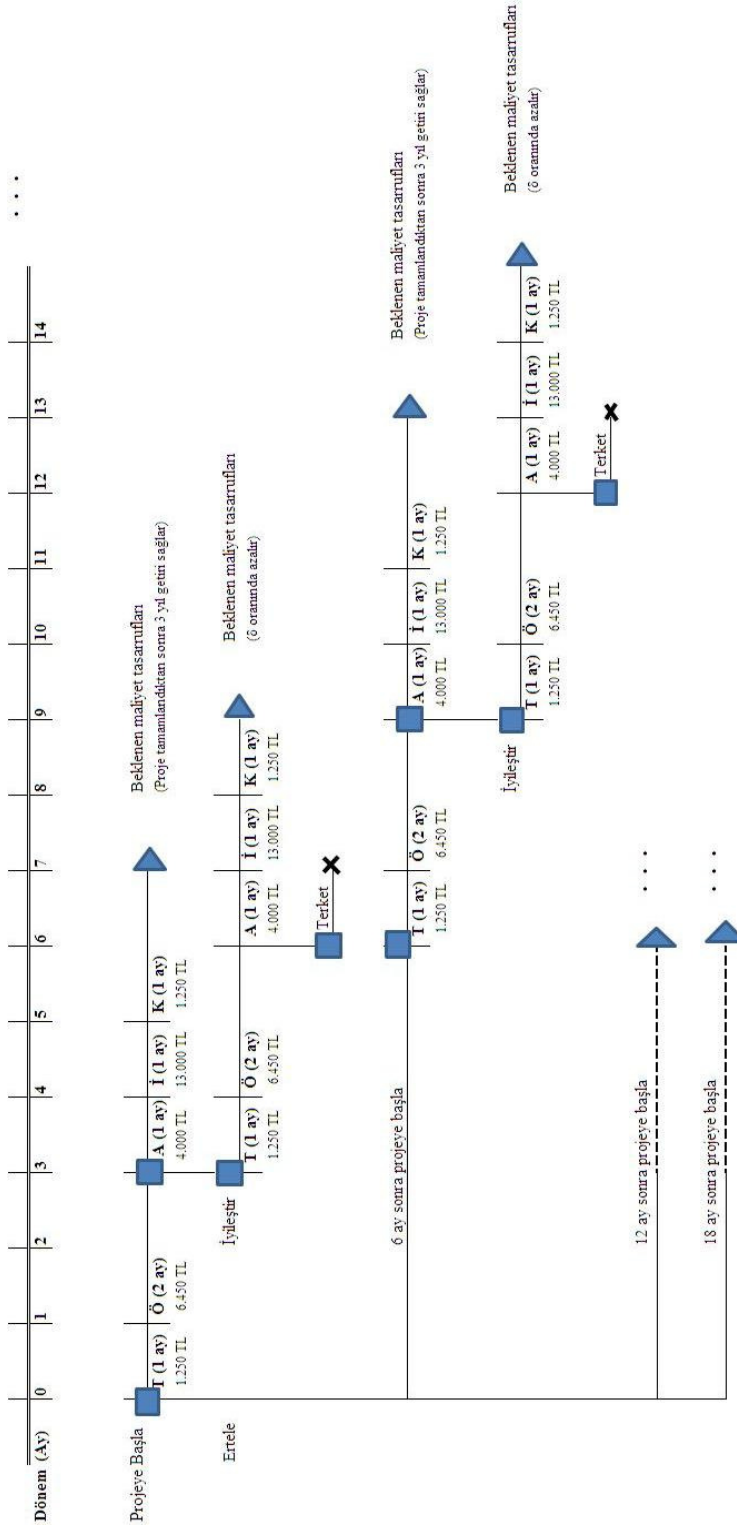 . . .
Dönem (Ay) 0 1 2 3 4 5 6 7 8 9 10 11 12 13 14
Projeye Başla
T (1 ay) Ö (2 ay) A (1 ay) İ (1 ay) K (1 ay)
1.250 TL 6.450 TL 4.000 TL 13.000 TL 1.250 TL
Beklenen maliyet tasarrufları
(Proje tamamlandıktan sonra 3 yıl getiri sağlar)
Ertele
İyileştir
T (1 ay) Ö (2 ay) A (1 ay) İ (1 ay) K (1 ay)
1.250 TL 6.450 TL 4.000 TL 13.000 TL 1.250 TL
Beklenen maliyet tasarrufları
(δ oranında azalır)
Terket
6 ay sonra projeye başla
T (1 ay) Ö (2 ay) A (1 ay) İ (1 ay) K (1 ay)
1.250 TL 6.450 TL 4.000 TL 13.000 TL 1.250 TL
Beklenen maliyet tasarrufları
(Proje tamamlandıktan sonra 3 yıl getiri sağlar)
İyileştir
T (1 ay) Ö (2 ay) A (1 ay) İ (1 ay) K (1 ay)
1.250 TL 6.450 TL 4.000 TL 13.000 TL 1.250 TL
Beklenen maliyet tasarrufları
(δ oranında azalır)
Terket
12 ay sonra projeye başla . . .
18 ay sonra projeye başla . . .